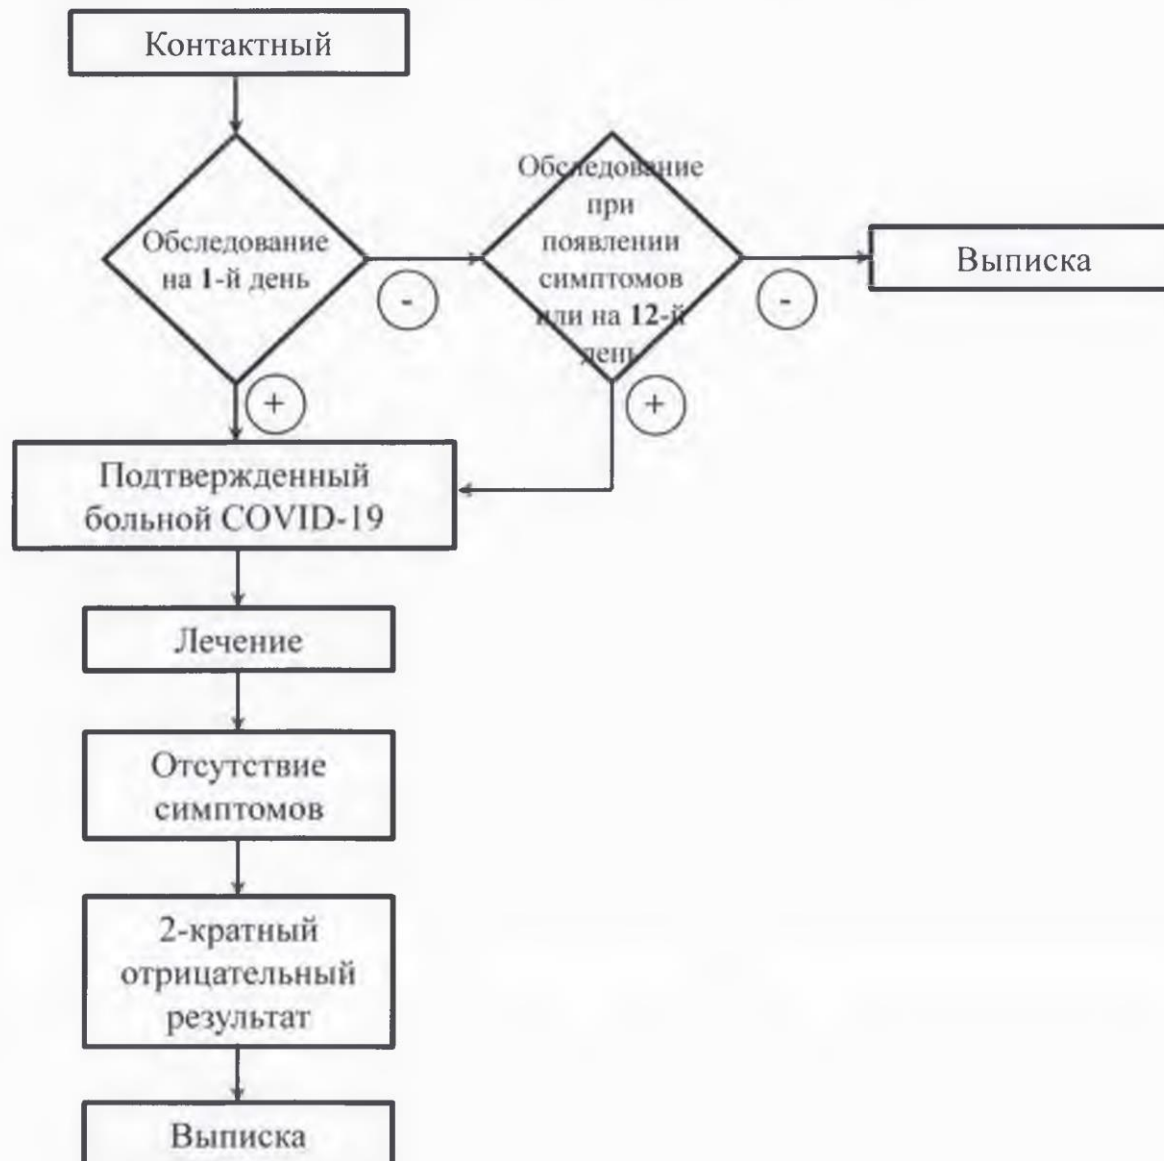 Контактный
Обследование
на 1-й день
-
Обследование
при
появлении
симптомов
или на 12-й
день
-
Выписка
+
+
Подтвержденный
больной COVID-19
Лечение
Отсутствие
симптомов
2-кратный
отрицательный
результат
Выписка